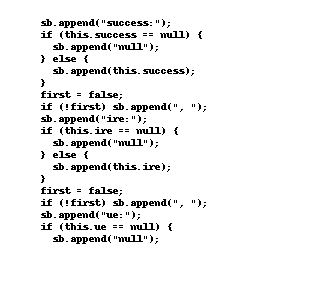 sb.append("success:");
if (this.success == null) {
  sb.append("null");
} else {
  sb.append(this.success);
}
first = false;
if (!first) sb.append(", ");
sb.append("ire:");
if (this.ire == null) {
  sb.append("null");
} else {
  sb.append(this.ire);
}
first = false;
if (!first) sb.append(", ");
sb.append("ue:");
if (this.ue == null) {
  sb.append("null");